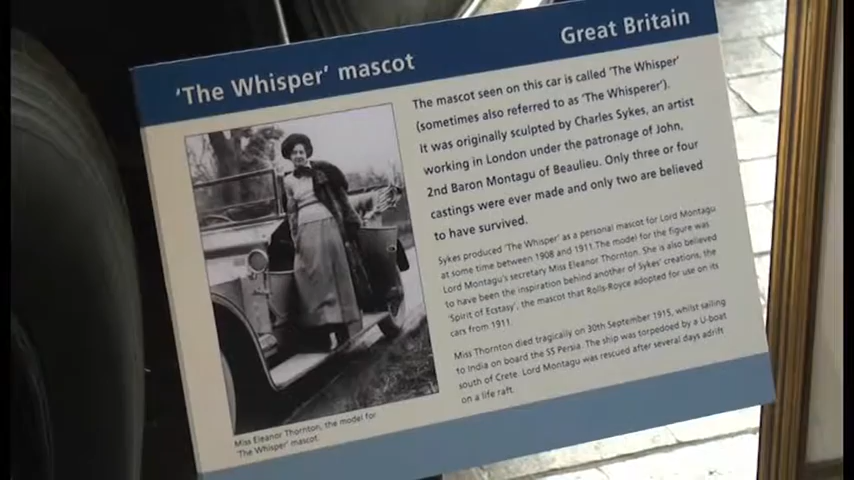 'The Whisper' mascot
Great Britain
The mascot seen on this car is called 'The Whisper'
(sometimes also referred to as 'The Whisperer').
It was originally sculpted by Charles Sykes, an artist
working in London under the patronage of John,
2nd Baron Montagu of Beaulieu. Only three or four
castings were ever made and only two are believed
to have survived.
Sykes produced 'The Whisper' as a personal mascot for Lord Montagu
at some time between 1908 and 1911. The model for the figure was
Lord Montagu's secretary Miss Eleanor Thornton. She is also believed
to have been the inspiration behind another of Sykes' creations, the
'Spirit of Ecstasy', the mascot that Rolls-Royce adopted for use on its
cars from 1911.
Miss Thornton died tragically on 30th September 1915, whilst sailing
to India on board the SS Persia. The ship was torpedoed by a U-boat
south of Crete. Lord Montagu was rescued after several days adrift
on a life raft.
Miss Eleanor Thornton, the model for
'The Whisper' mascot.